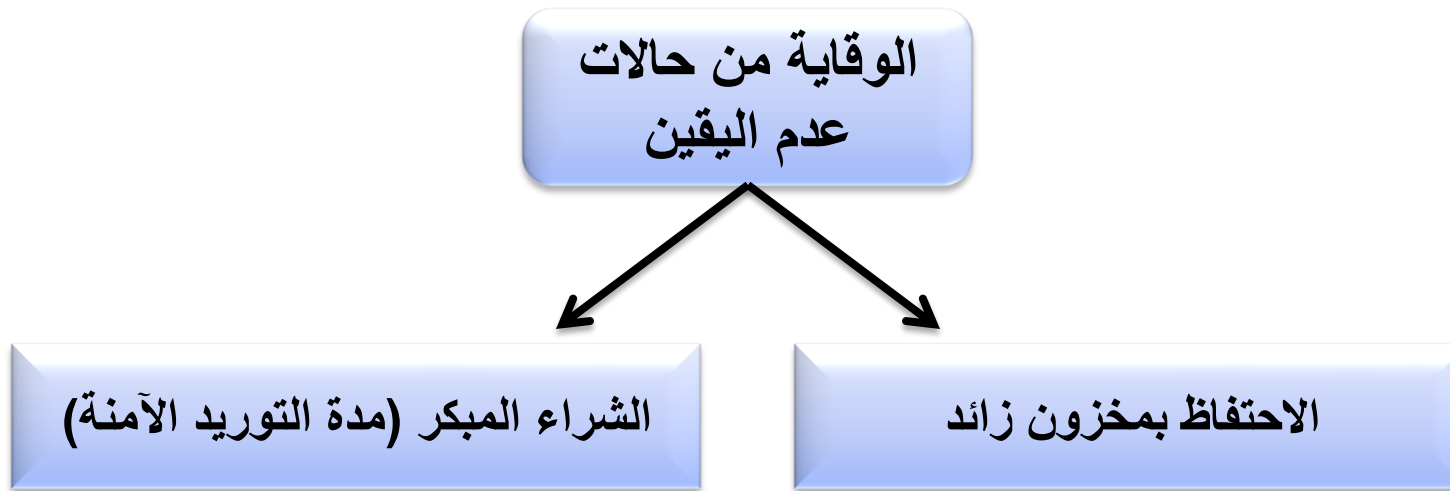 الوقاية من حالات
عدم اليقين
الاحتفاظ بمخزون زائد
الشراء المبكر (مدة التوريد الآمنة)